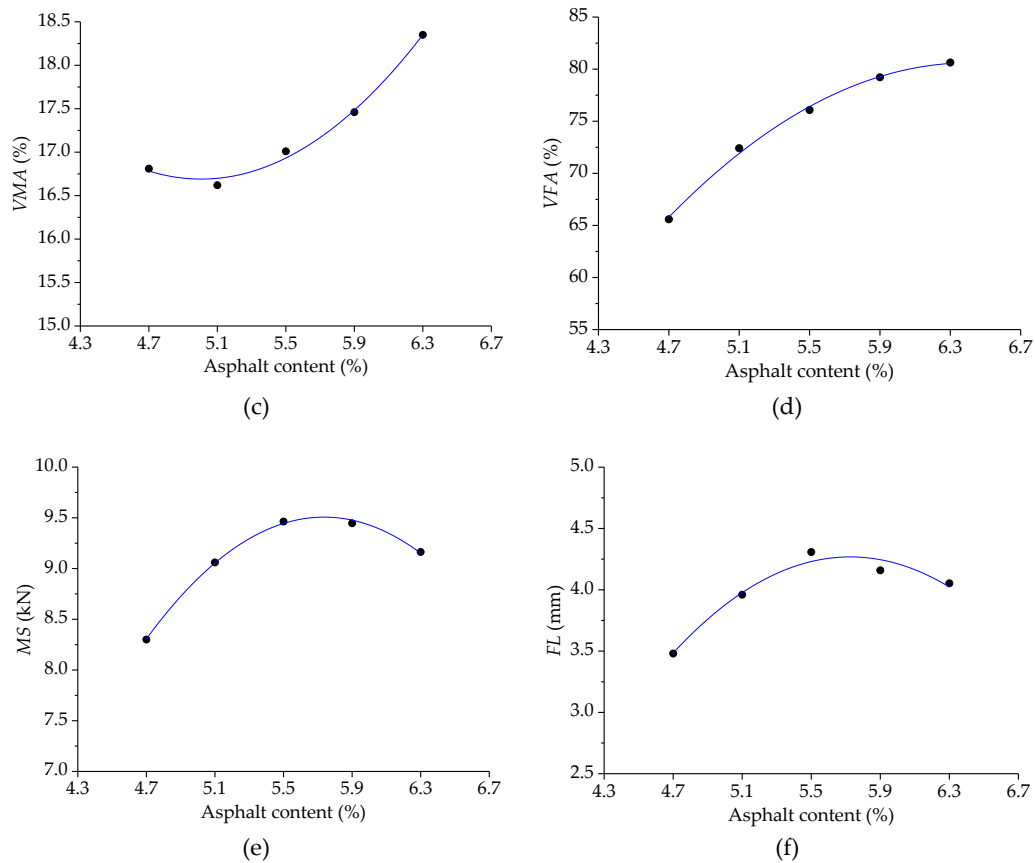 18.5
18.0
17.5
17.0
16.5
16.0
15.5
15.0
VMA (%)
4.3 4.7 5.1 5.5 5.9 6.3 6.7
Asphalt content (%)
(c)
85
80
75
70
65
60
55
VFA (%)
4.3 4.7 5.1 5.5 5.9 6.3 6.7
Asphalt content (%)
(d)
10.0
9.5
9.0
8.5
8.0
7.5
7.0
MS (kN)
4.3 4.7 5.1 5.5 5.9 6.3 6.7
Asphalt content (%)
(e)
5.0
4.5
4.0
3.5
3.0
2.5
FL (mm)
4.3 4.7 5.1 5.5 5.9 6.3 6.7
Asphalt content (%)
(f)